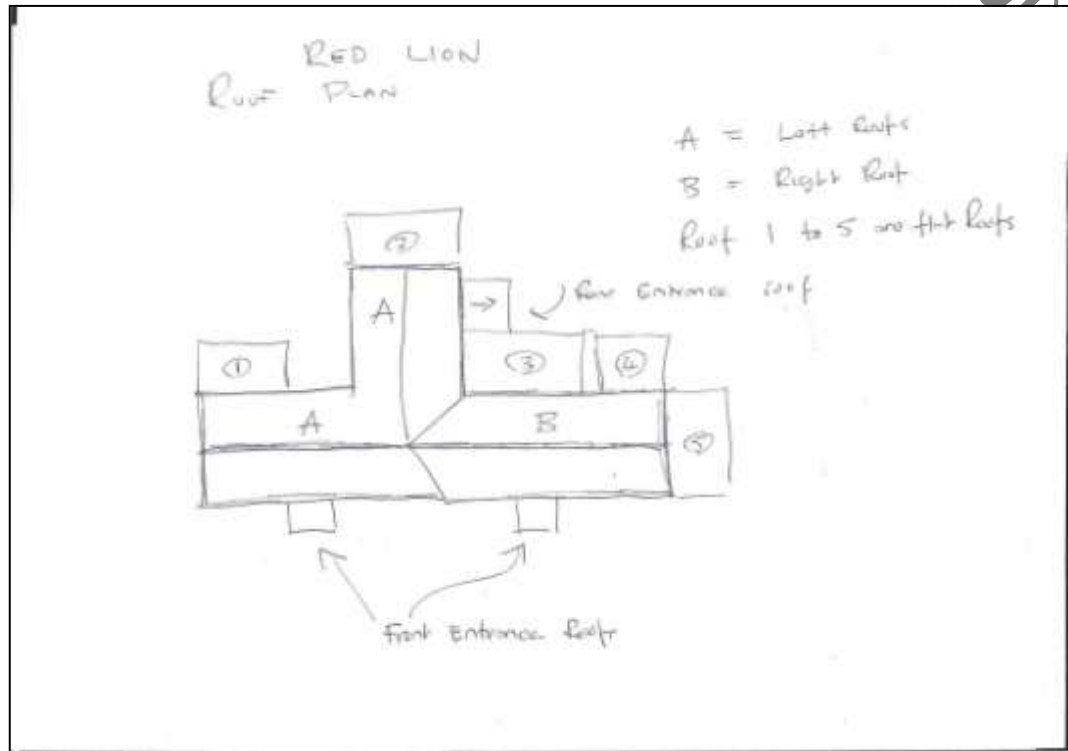 RED LION
ROOF PLAN
A = Left Roofs
B = Right Roof
Roof 1 to 5 are flat Roofs
2
A
→
Rear Entrance roof
1
3
4
A
B
5
Front Entrance Roofs